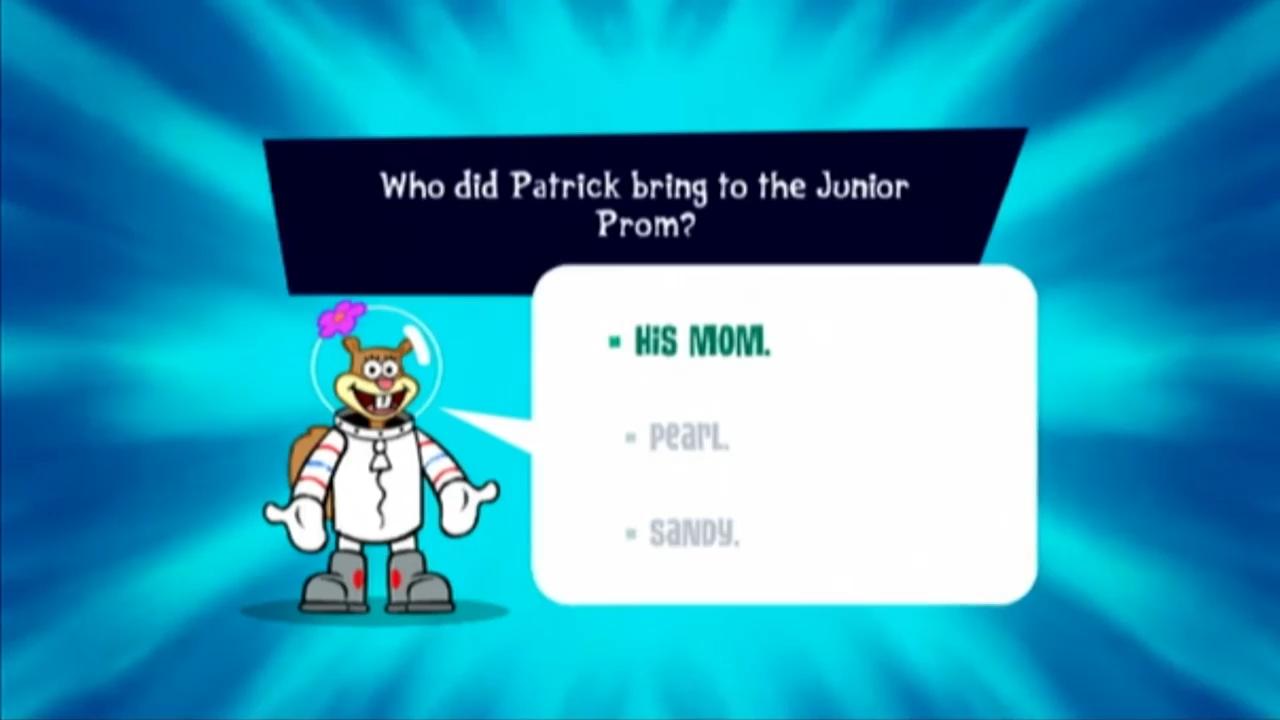 Who did Patrick bring to the Junior
Prom?
HiS MOM.
PearL.
SaNDy.